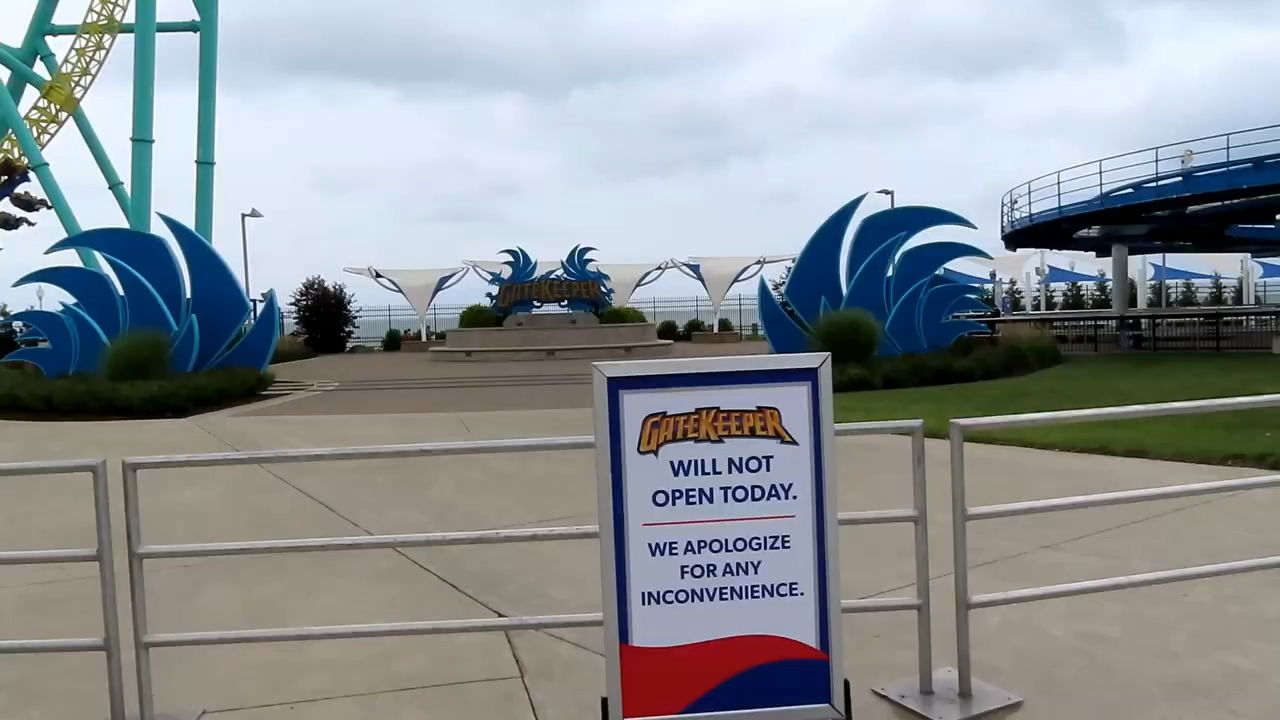 GATEKEEPER
GATEKEEPER
WILL NOT
OPEN TODAY.
WE APOLOGIZE
FOR ANY
INCONVENIENCE.